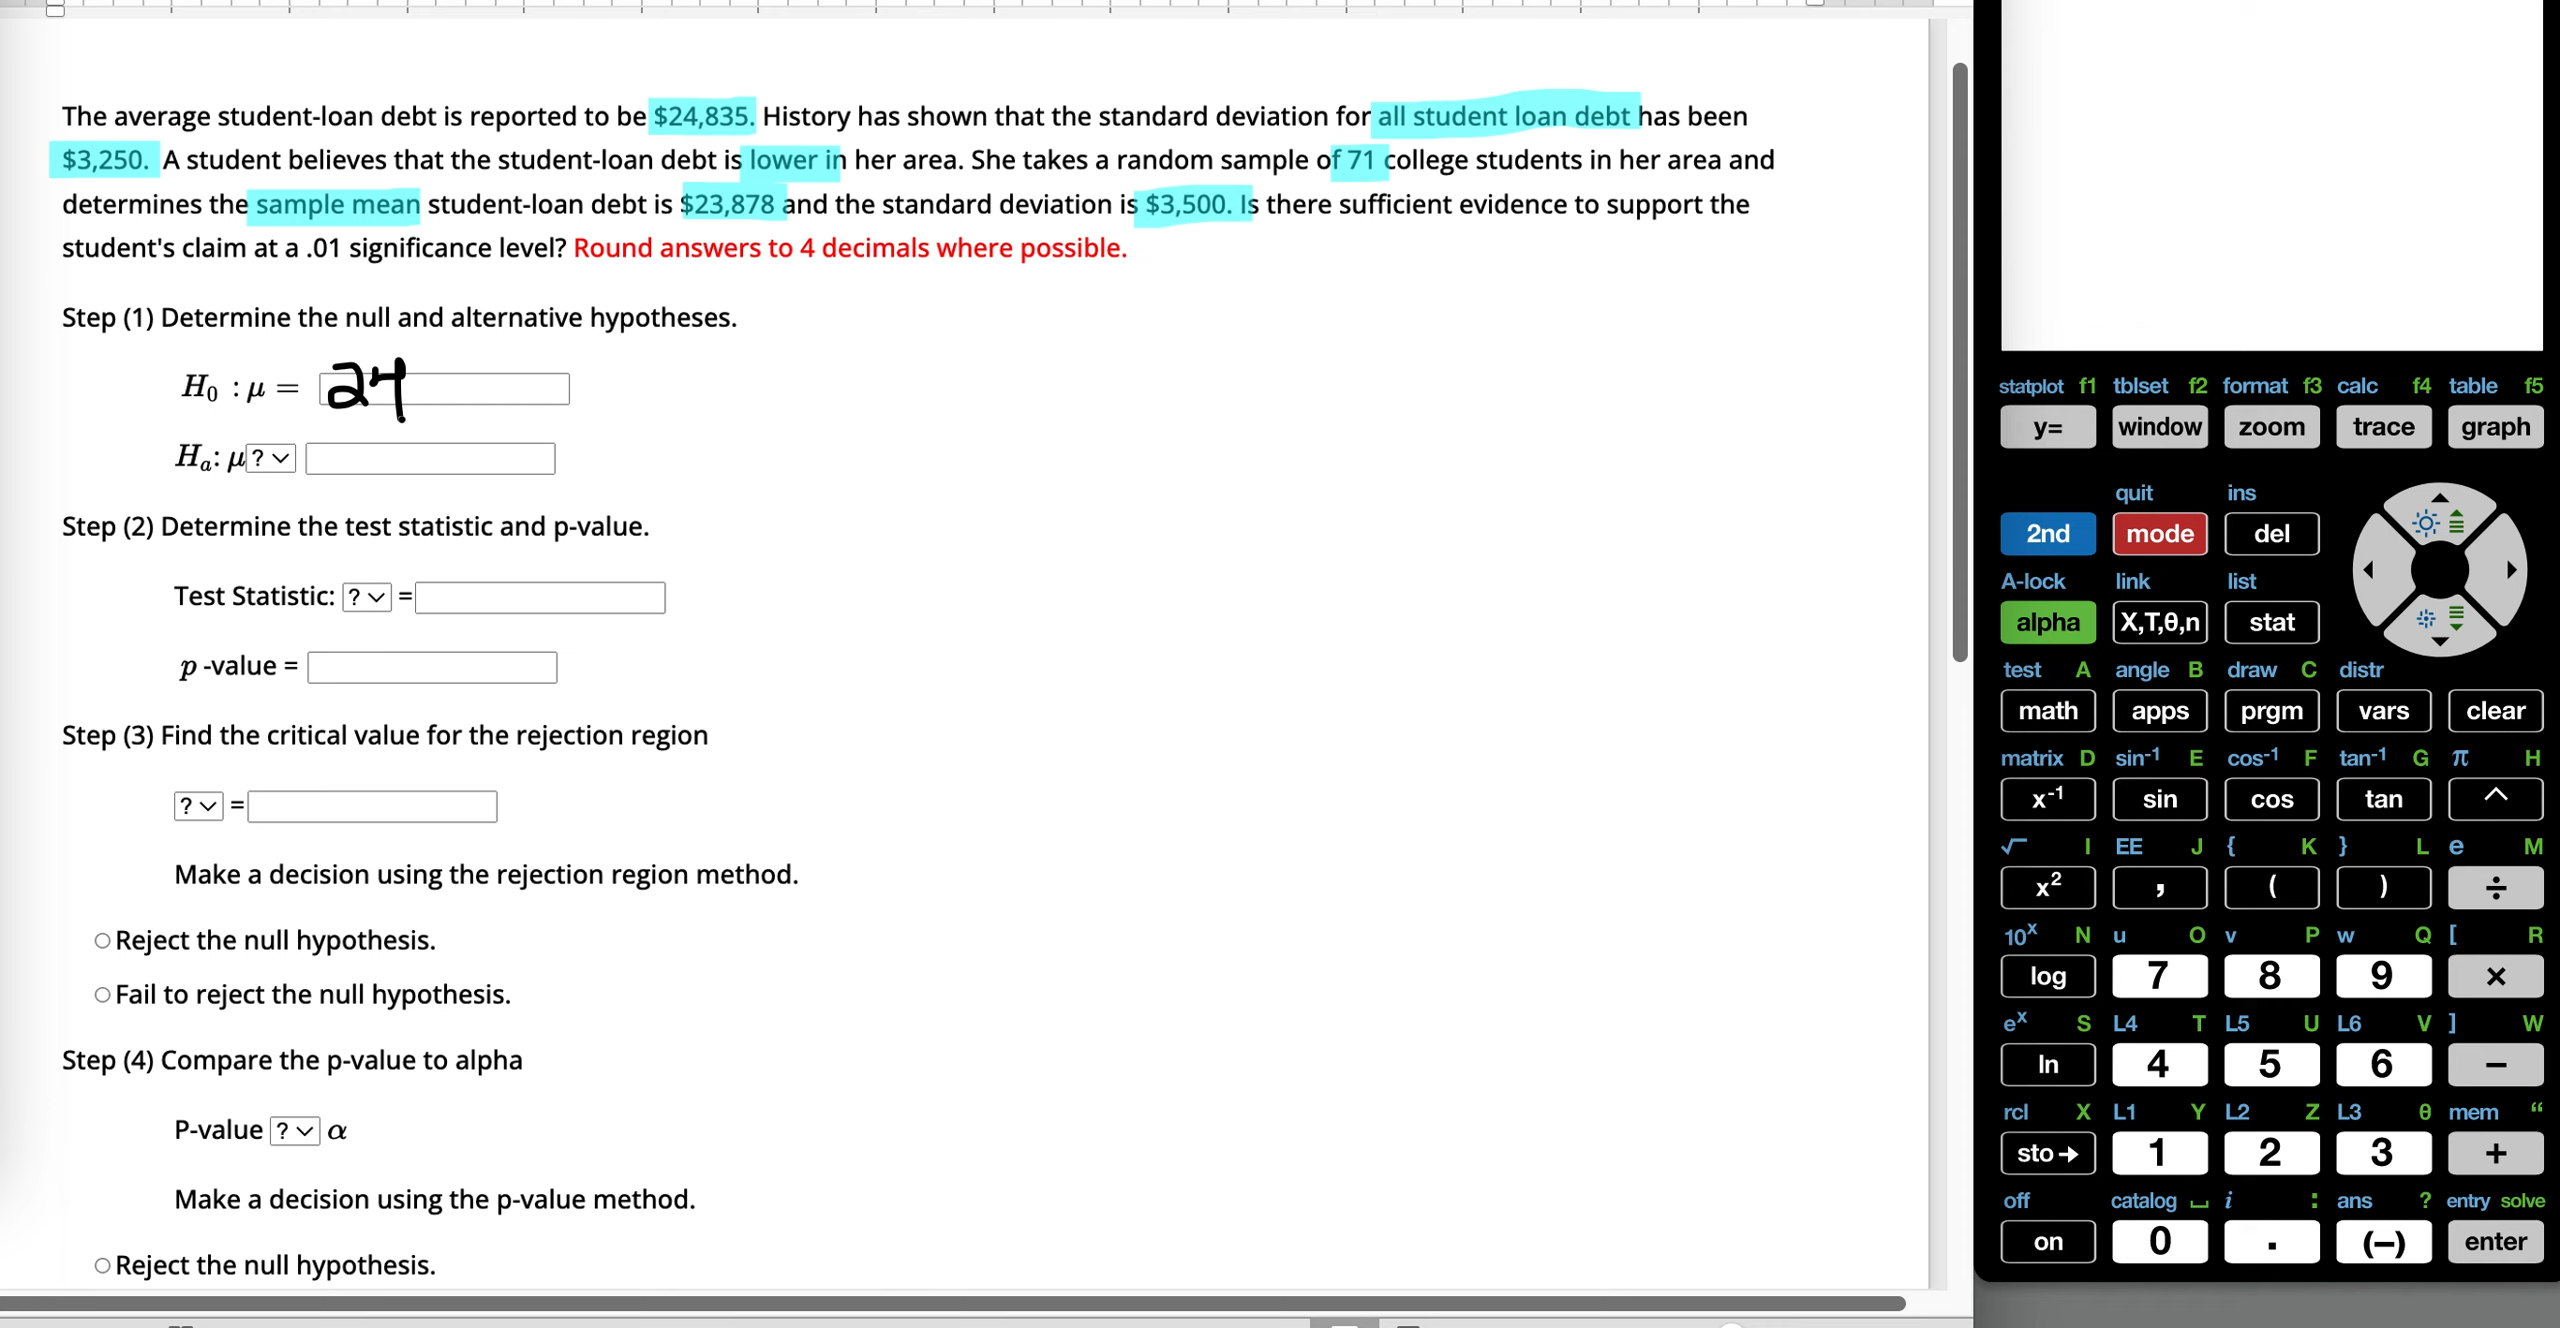 The average student-loan debt is reported to be $24,835. History has shown that the standard deviation for all student loan debt has been
$3,250. A student believes that the student-loan debt is lower in her area. She takes a random sample of 71 college students in her area and
determines the sample mean student-loan debt is $23,878 and the standard deviation is $3,500. Is there sufficient evidence to support the
student's claim at a .01 significance level? Round answers to 4 decimals where possible.
Step (1) Determine the null and alternative hypotheses.
H₀ : μ = 24
Hₐ: μ ?
Step (2) Determine the test statistic and p-value.
Test Statistic: ? =
p -value =
Step (3) Find the critical value for the rejection region
? =
Make a decision using the rejection region method.
Reject the null hypothesis.
Fail to reject the null hypothesis.
Step (4) Compare the p-value to alpha
P-value ? α
Make a decision using the p-value method.
Reject the null hypothesis.
statplot f1 tblset f2 format f3 calc f4 table f5
y= window zoom trace graph
quit ins
2nd mode del
A-lock link list
alpha X,T,θ,n stat
test A angle B draw C distr
math apps prgm vars clear
matrix D sin⁻¹ E cos⁻¹ F tan⁻¹ G π H
x⁻¹ sin cos tan ^
√ I EE J { K } L e M
x² , ( ) ÷
10ˣ N u O v P w Q [ R
log 7 8 9 ×
eˣ S L4 T L5 U L6 V ] W
ln 4 5 6 −
rcl X L1 Y L2 Z L3 θ mem “
sto→ 1 2 3 +
off catalog ⌴ i : ans ? entry solve
on 0 . (−) enter